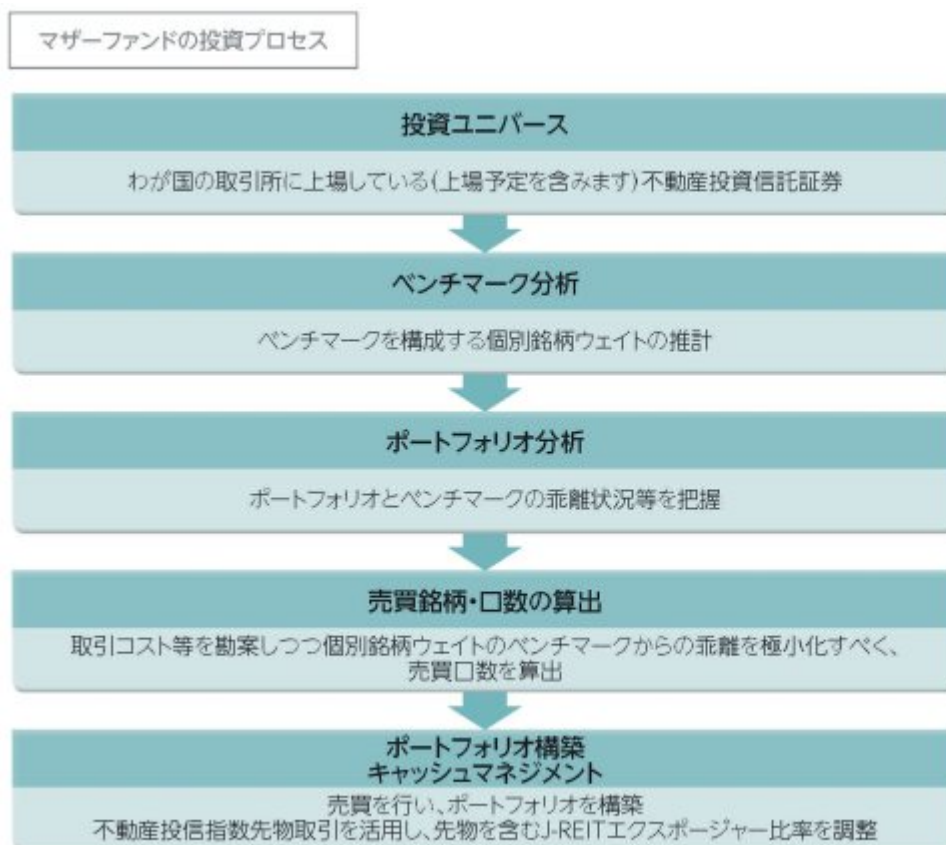 マザーファンドの投資プロセス
投資ユニバース
わが国の取引所に上場している(上場予定を含みます)不動産投資信託証券
ベンチマーク分析
ベンチマークを構成する個別銘柄ウェイトの推計
ポートフォリオ分析
ポートフォリオとベンチマークの乖離状況等を把握
売買銘柄・口数の算出
取引コスト等を勘案しつつ個別銘柄ウェイトのベンチマークからの乖離を極小化すべく、
売買口数を算出
ポートフォリオ構築
キャッシュマネジメント
売買を行い、ポートフォリオを構築
不動産投信指数先物取引を活用し、先物を含むJ-REITエクスポージャー比率を調整